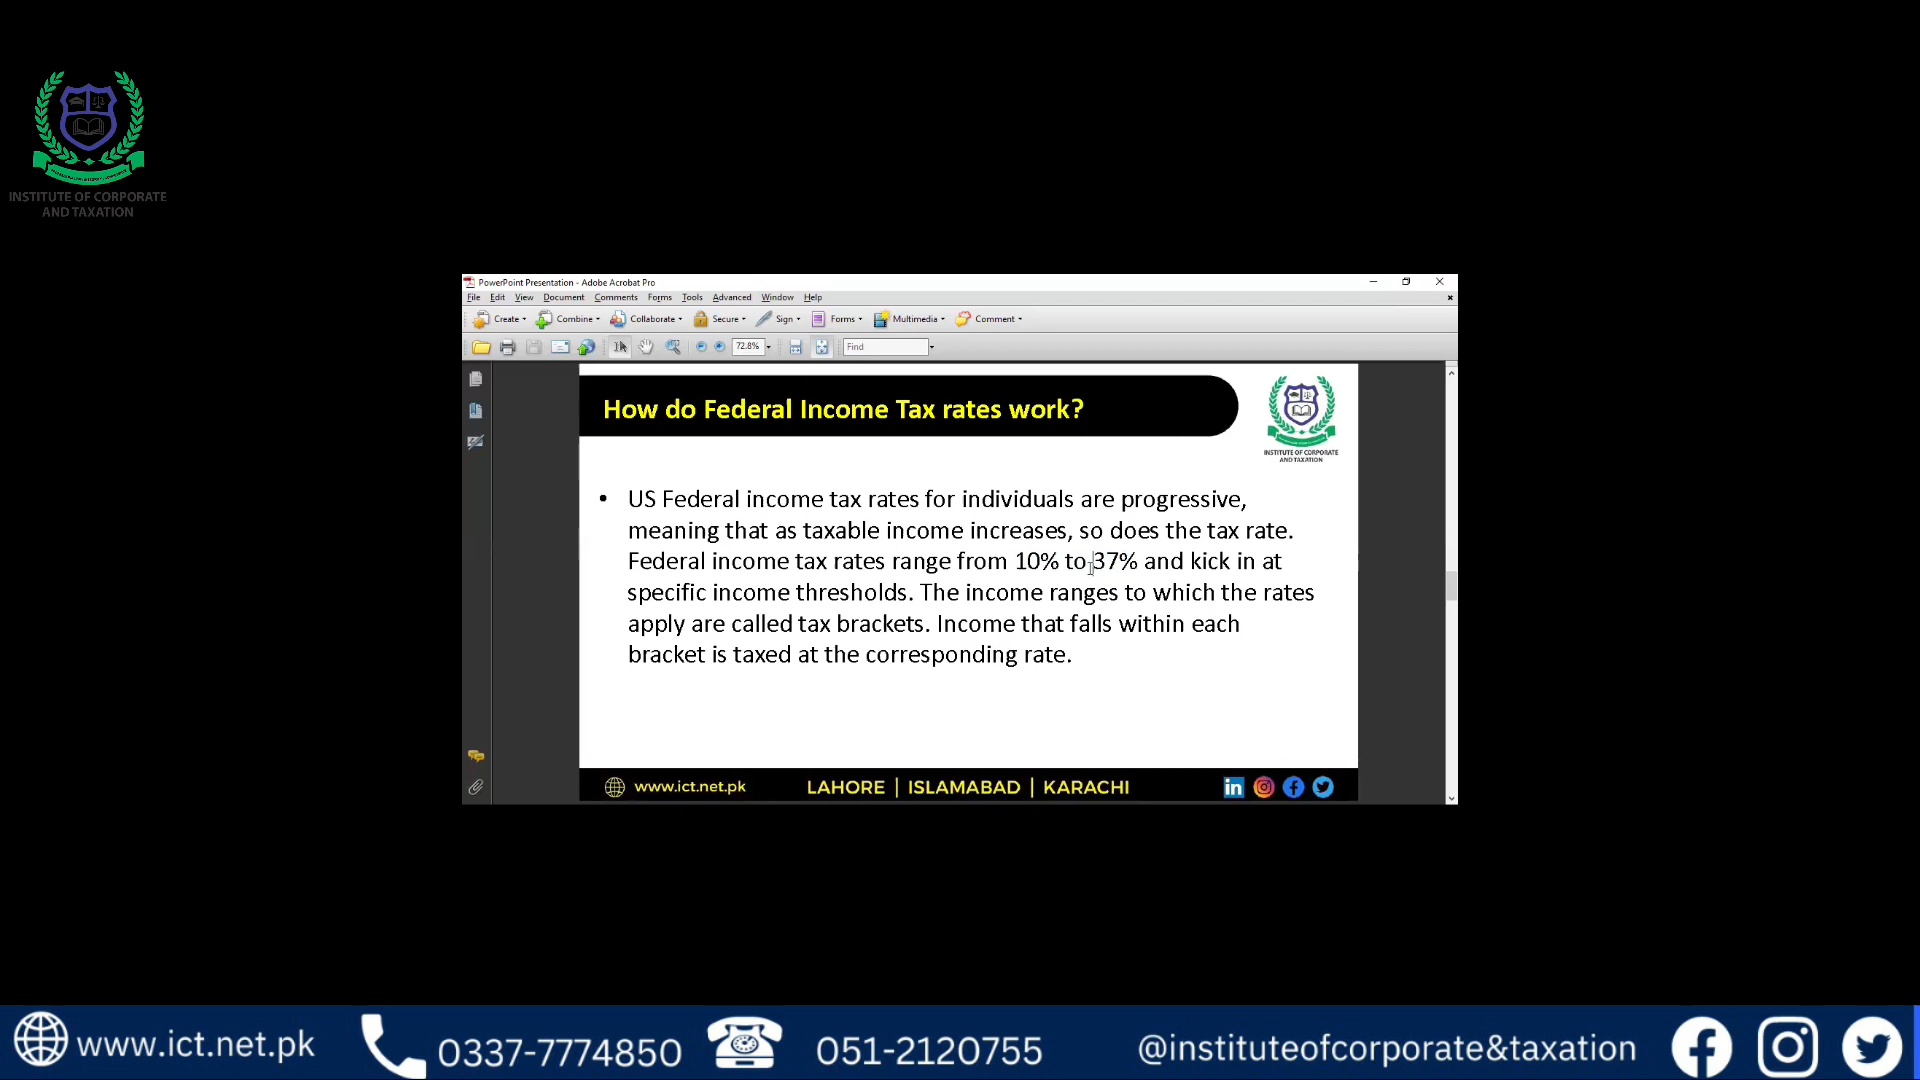 INSTITUTE OF CORPORATE
AND TAXATION
PowerPoint Presentation - Adobe Acrobat Pro
File Edit View Document Comments Forms Tools Advanced Window Help
Create Combine Collaborate Secure Sign Forms Multimedia Comment
72.8% Find
How do Federal Income Tax rates work?
INSTITUTE OF CORPORATE
AND TAXATION
• US Federal income tax rates for individuals are progressive,
meaning that as taxable income increases, so does the tax rate.
Federal income tax rates range from 10% to 37% and kick in at
specific income thresholds. The income ranges to which the rates
apply are called tax brackets. Income that falls within each
bracket is taxed at the corresponding rate.
www.ict.net.pk LAHORE | ISLAMABAD | KARACHI in
www.ict.net.pk 0337-7774850 051-2120755 @instituteofcorporate&taxation